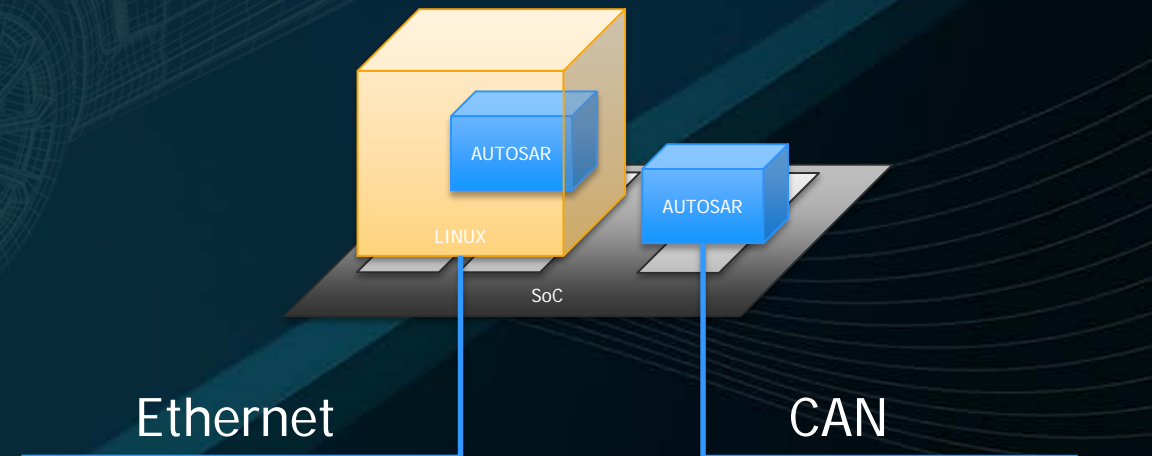 AUTOSAR
AUTOSAR
LINUX
SoC
Ethernet
CAN